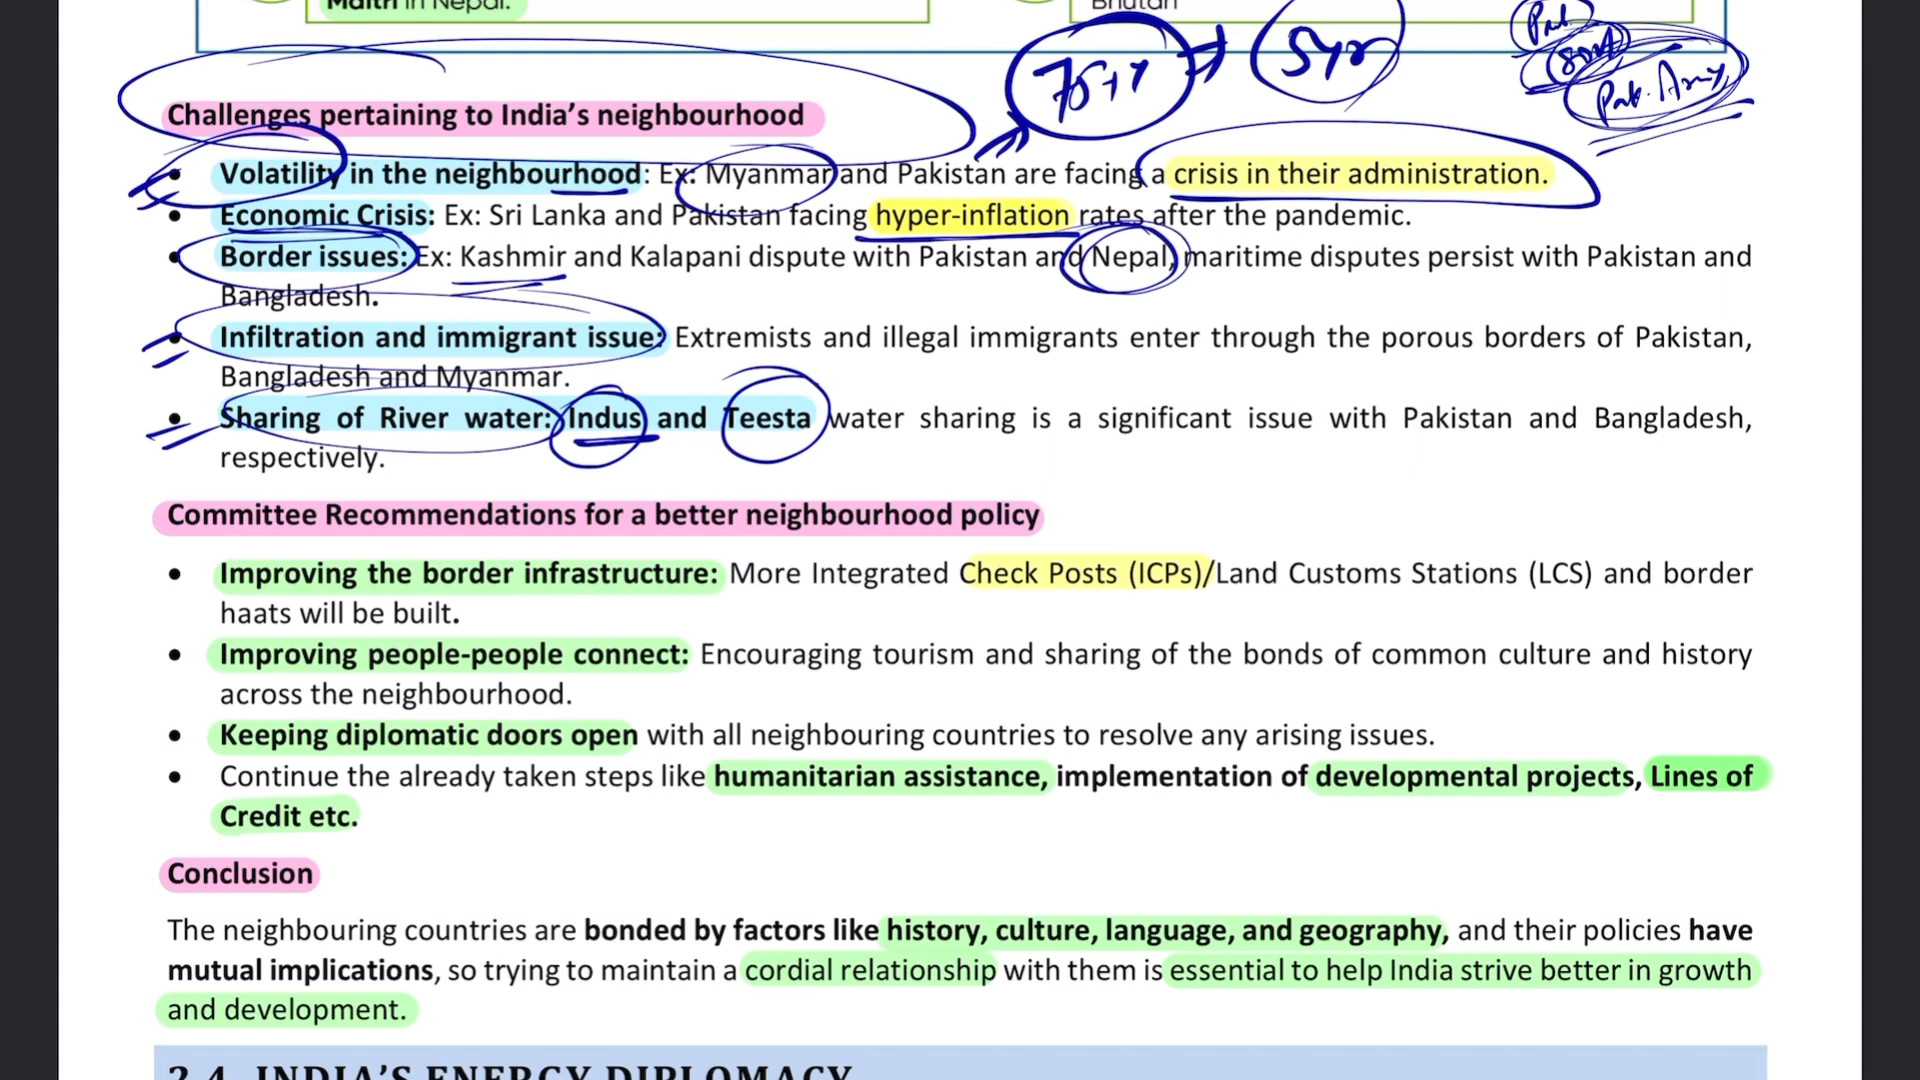 Maitri in Nepal.
Bhutan
75+y ⇒ 5yr
Pak. Army
Challenges pertaining to India’s neighbourhood
• Volatility in the neighbourhood: Ex: Myanmar and Pakistan are facing a crisis in their administration.
• Economic Crisis: Ex: Sri Lanka and Pakistan facing hyper-inflation rates after the pandemic.
• Border issues: Ex: Kashmir and Kalapani dispute with Pakistan and Nepal, maritime disputes persist with Pakistan and
Bangladesh.
• Infiltration and immigrant issue: Extremists and illegal immigrants enter through the porous borders of Pakistan,
Bangladesh and Myanmar.
• Sharing of River water: Indus and Teesta water sharing is a significant issue with Pakistan and Bangladesh,
respectively.
Committee Recommendations for a better neighbourhood policy
• Improving the border infrastructure: More Integrated Check Posts (ICPs)/Land Customs Stations (LCS) and border
haats will be built.
• Improving people-people connect: Encouraging tourism and sharing of the bonds of common culture and history
across the neighbourhood.
• Keeping diplomatic doors open with all neighbouring countries to resolve any arising issues.
• Continue the already taken steps like humanitarian assistance, implementation of developmental projects, Lines of
Credit etc.
Conclusion
The neighbouring countries are bonded by factors like history, culture, language, and geography, and their policies have
mutual implications, so trying to maintain a cordial relationship with them is essential to help India strive better in growth
and development.
2.4. INDIA’S ENERGY DIPLOMACY